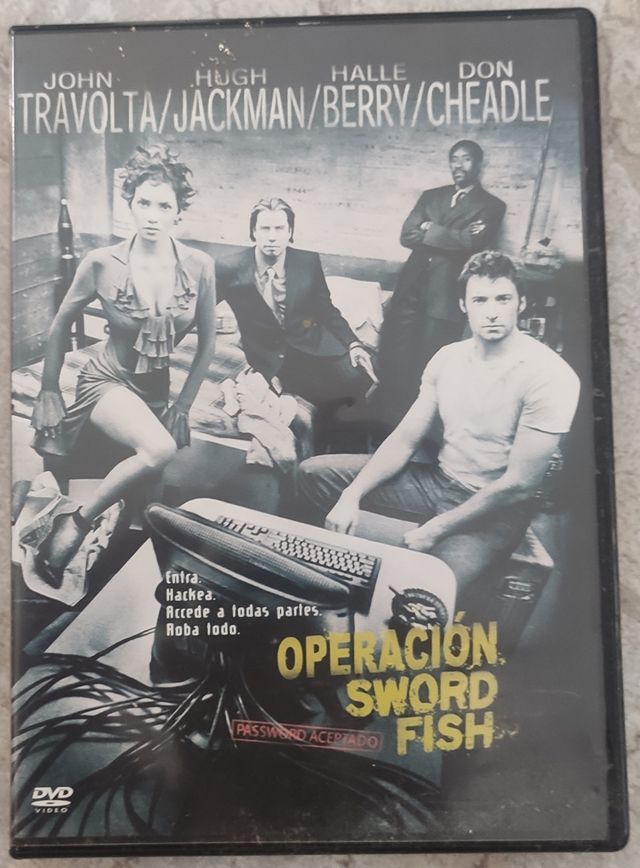 JOHN HUGH HALLE DON
TRAVOLTA/JACKMAN/BERRY/CHEADLE
Entra.
Hackea.
Accede a todas partes.
Roba todo.
OPERACIÓN
SWORD
FISH
PASSWORD ACEPTADO
DVD
VIDEO